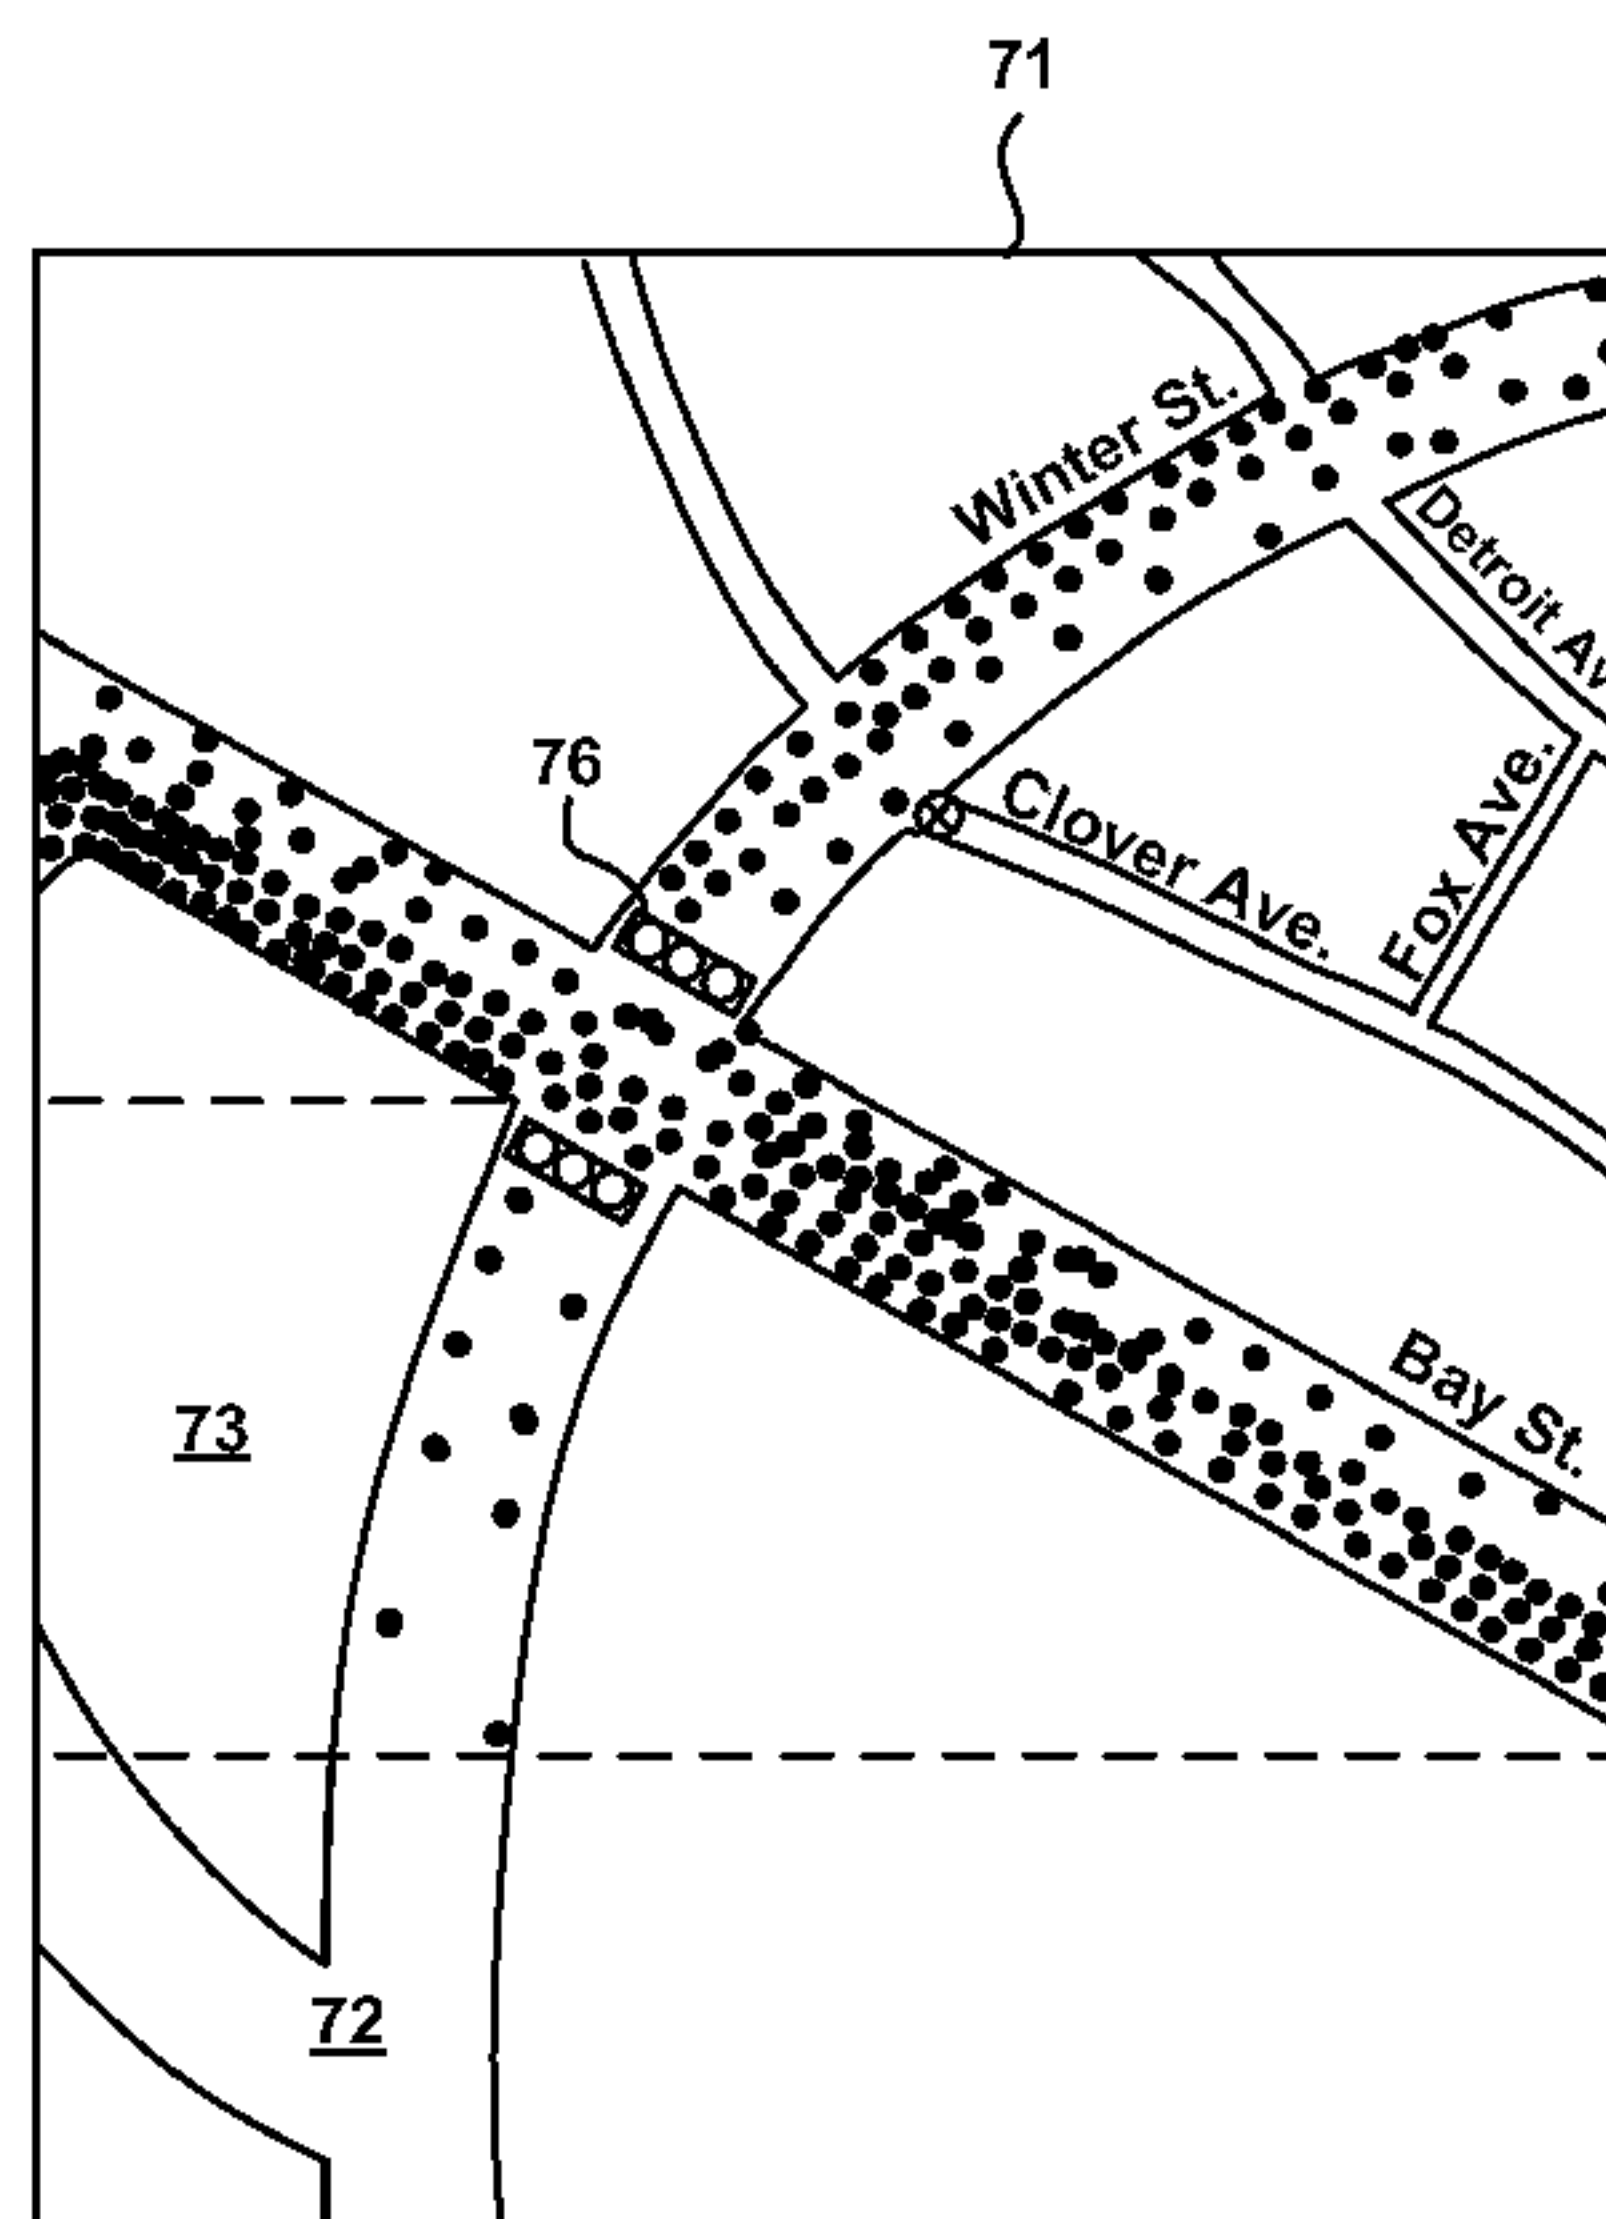 71
Winter St.
Detroit Av
76
Clover Ave.
Fox Ave.
Bay St.
73
72